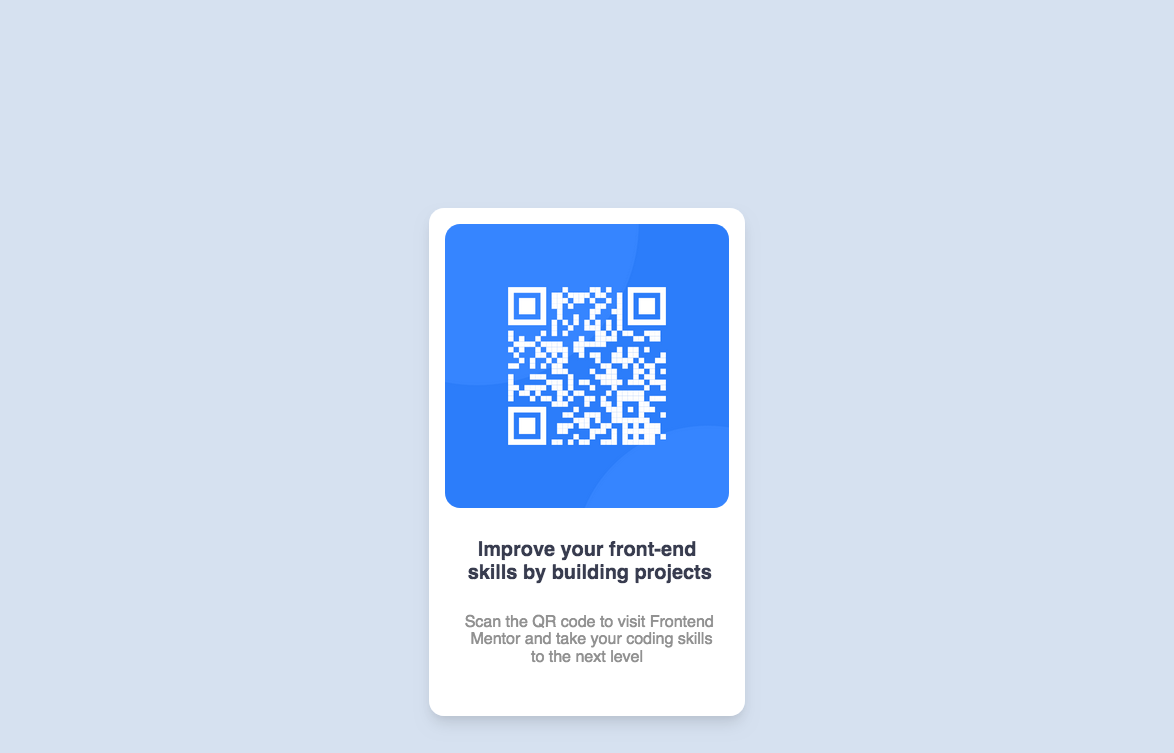 Improve your front-end
skills by building projects
Scan the QR code to visit Frontend
Mentor and take your coding skills
to the next level